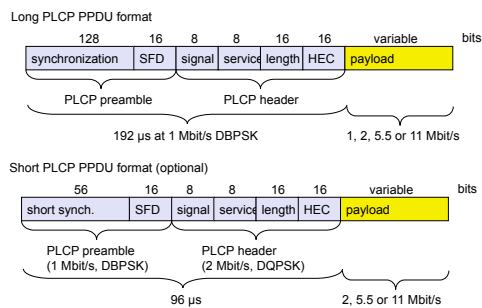 Long PLCP PPDU format
128 16 8 8 16 16 variable bits
synchronization SFD signal service length HEC payload
PLCP preamble PLCP header
192 µs at 1 Mbit/s DBPSK 1, 2, 5.5 or 11 Mbit/s
Short PLCP PPDU format (optional)
56 16 8 8 16 16 variable bits
short synch. SFD signal service length HEC payload
PLCP preamble PLCP header
(1 Mbit/s, DBPSK) (2 Mbit/s, DQPSK)
96 µs 2, 5.5 or 11 Mbit/s